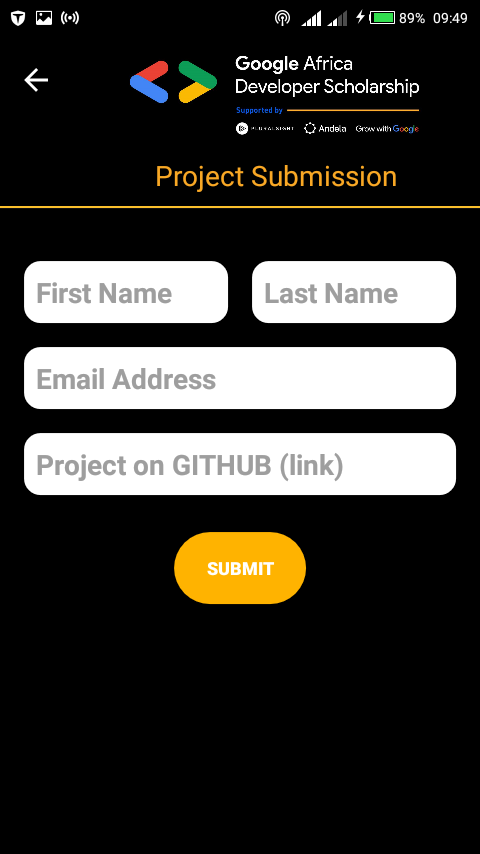 89% 09:49
Google Africa
Developer Scholarship
Supported by
PLURALSIGHT Andela Grow with Google
Project Submission
First Name Last Name
Email Address
Project on GITHUB (link)
SUBMIT